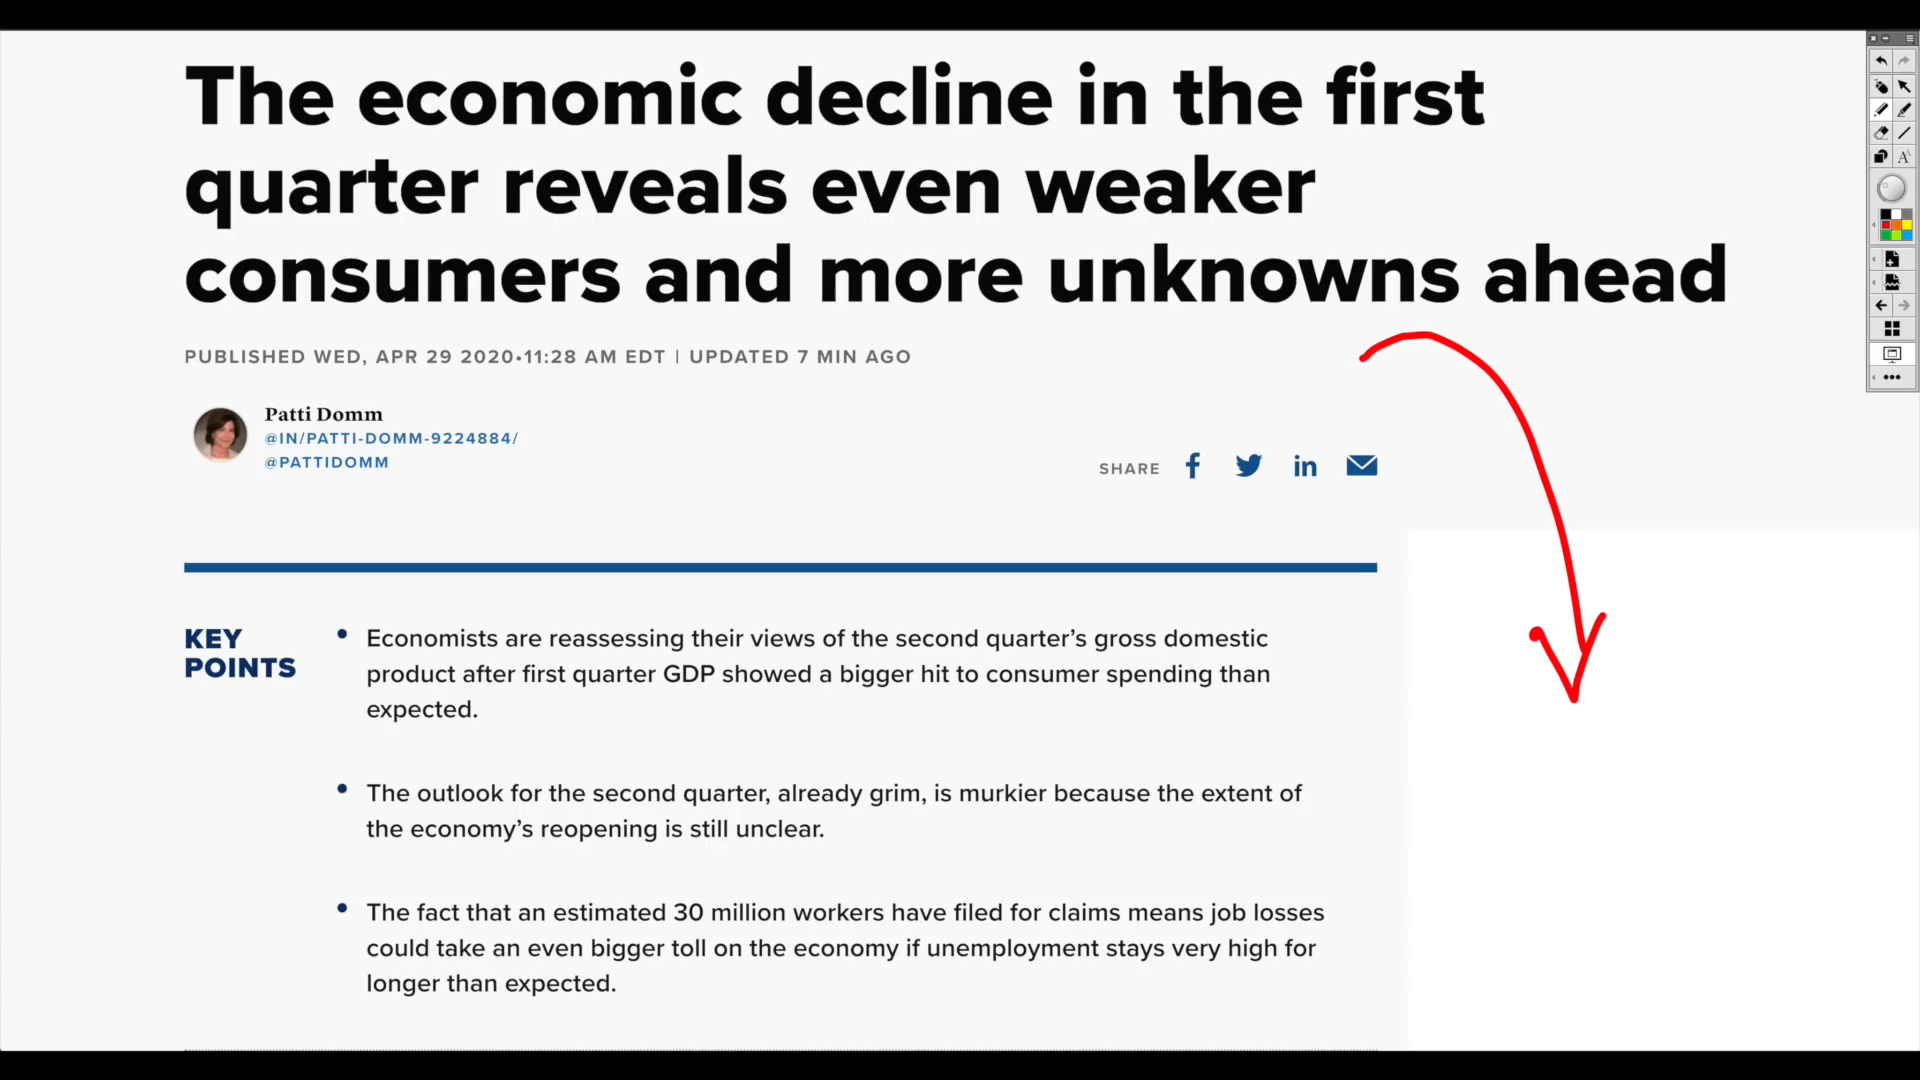 The economic decline in the first
quarter reveals even weaker
consumers and more unknowns ahead
PUBLISHED WED, APR 29 2020•11:28 AM EDT | UPDATED 7 MIN AGO
Patti Domm
@IN/PATTI-DOMM-9224884/
@PATTIDOMM
SHARE
KEY
POINTS
• Economists are reassessing their views of the second quarter’s gross domestic
product after first quarter GDP showed a bigger hit to consumer spending than
expected.
• The outlook for the second quarter, already grim, is murkier because the extent of
the economy’s reopening is still unclear.
• The fact that an estimated 30 million workers have filed for claims means job losses
could take an even bigger toll on the economy if unemployment stays very high for
longer than expected.